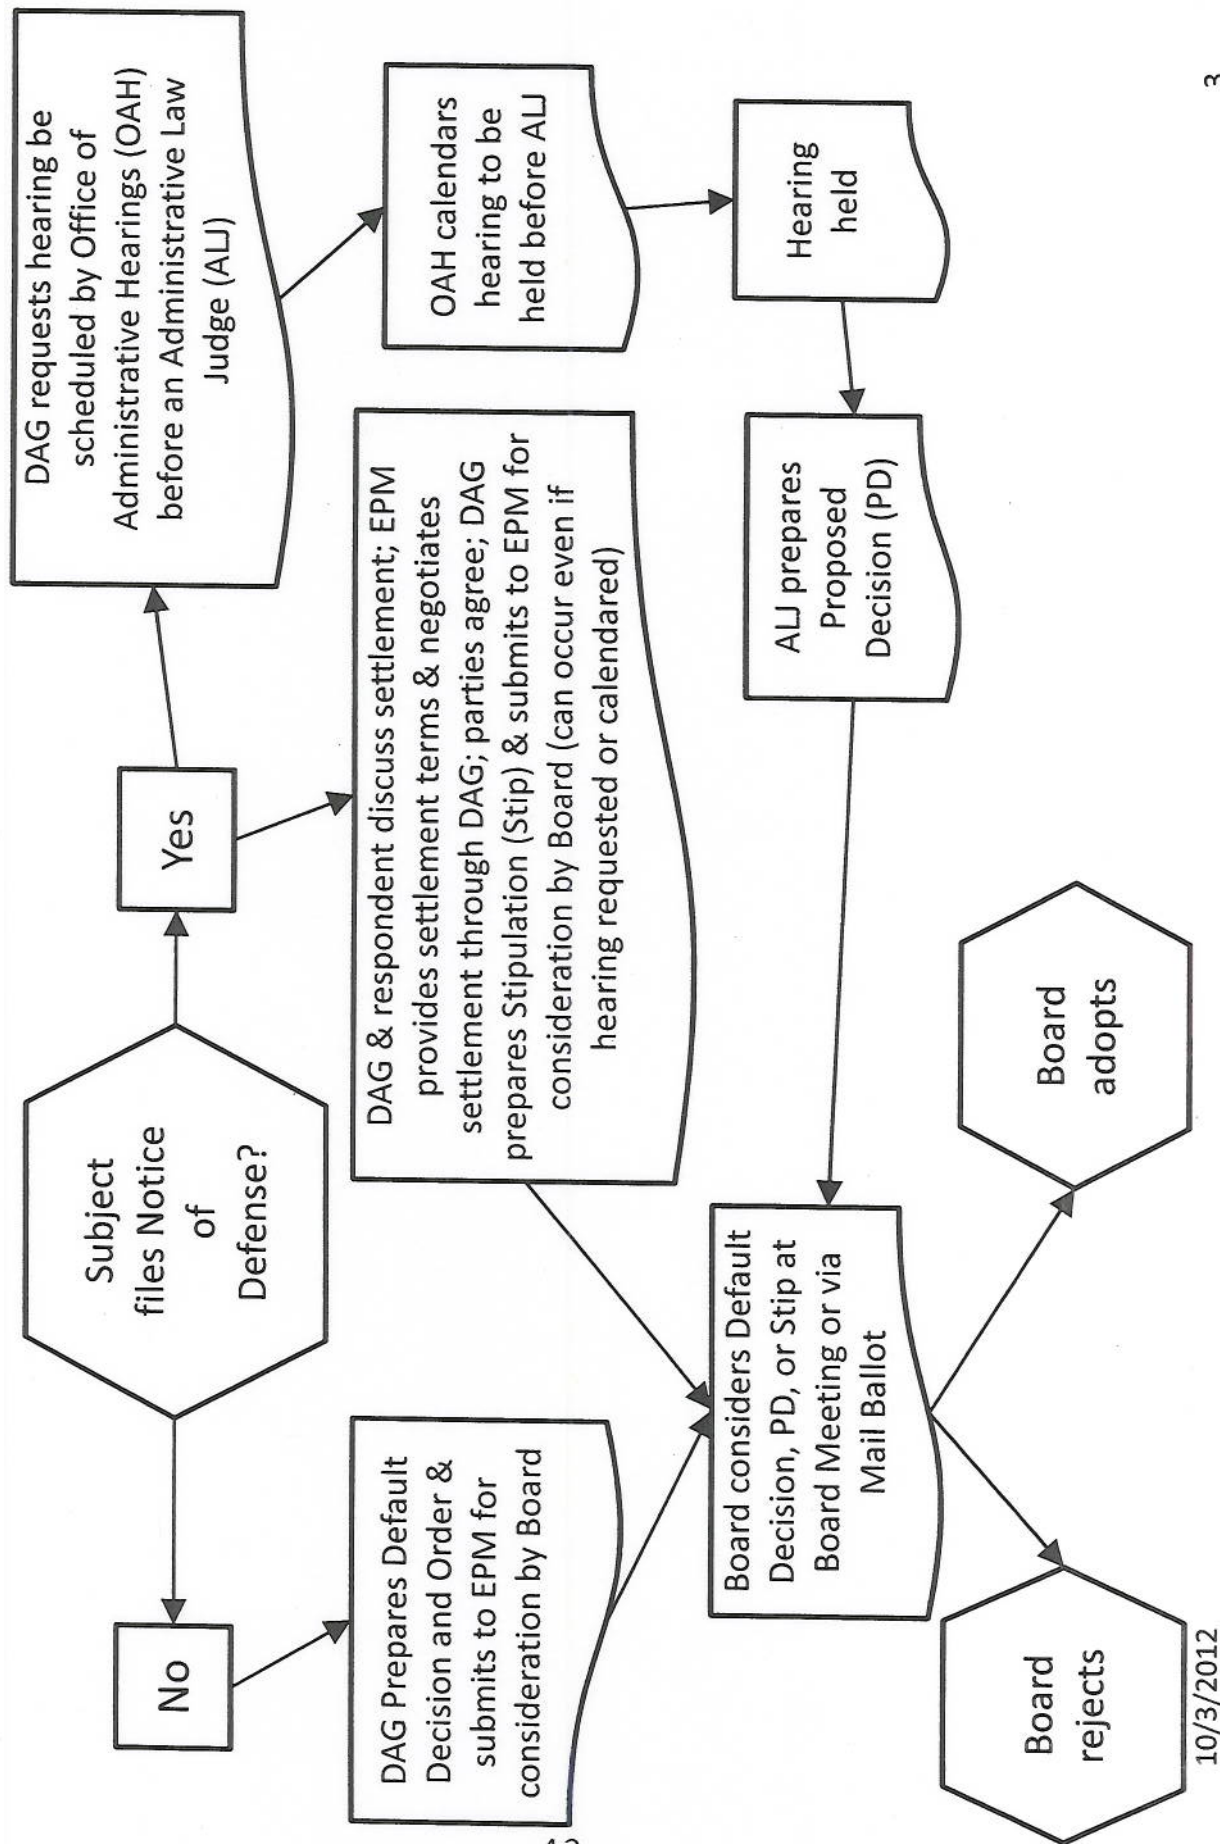 Subject
files Notice
of
Defense?
No
Yes
DAG requests hearing be
scheduled by Office of
Administrative Hearings (OAH)
before an Administrative Law
Judge (ALJ)
DAG Prepares Default
Decision and Order &
submits to EPM for
consideration by Board
DAG & respondent discuss settlement; EPM
provides settlement terms & negotiates
settlement through DAG; parties agree; DAG
prepares Stipulation (Stip) & submits to EPM for
consideration by Board (can occur even if
hearing requested or calendared)
OAH calendars
hearing to be
held before ALJ
Hearing
held
ALJ prepares
Proposed
Decision (PD)
Board considers Default
Decision, PD, or Stip at
Board Meeting or via
Mail Ballot
Board
rejects
Board
adopts
10/3/2012
3